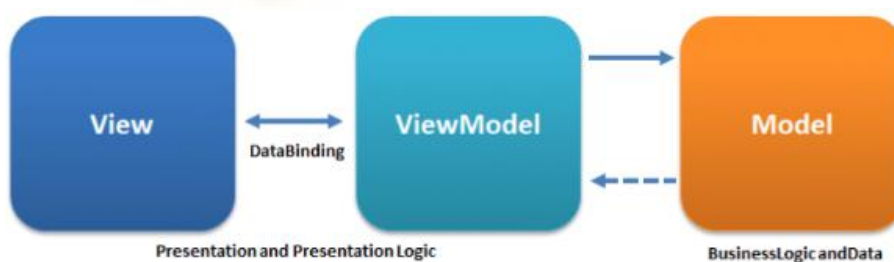 View
ViewModel
Model
DataBinding
Presentation and Presentation Logic
BusinessLogic andData